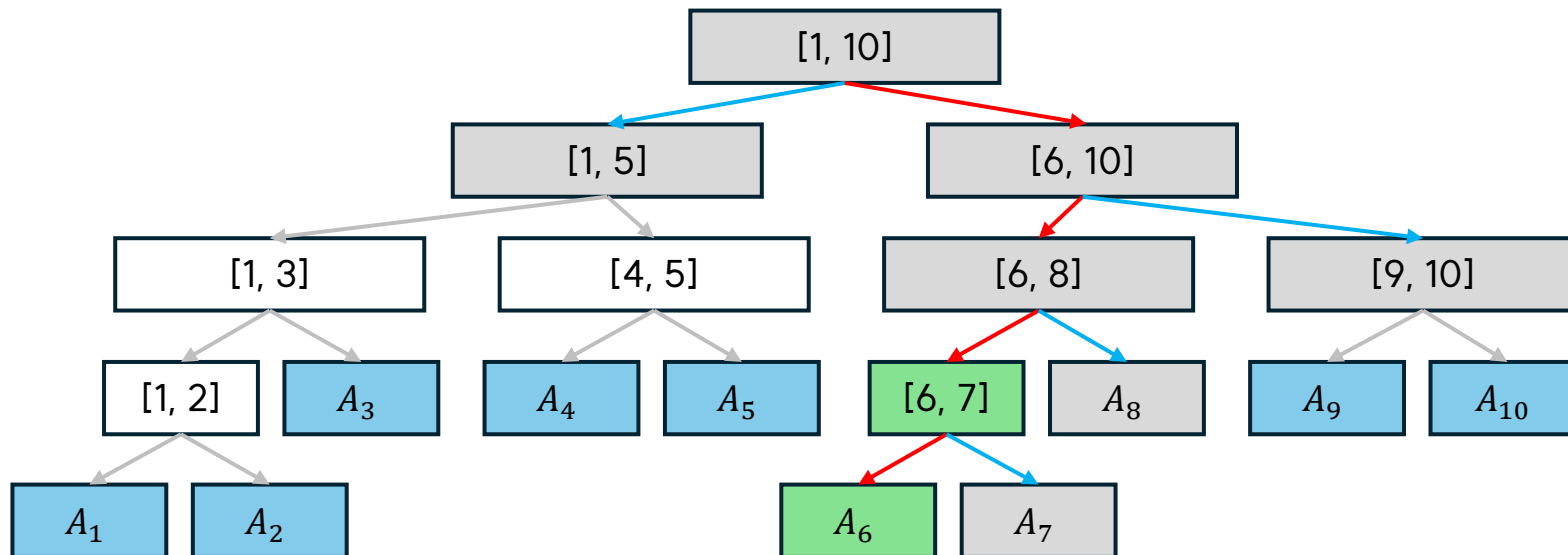 [1, 10]
[1, 5]
[6, 10]
[1, 3]
[4, 5]
[6, 8]
[9, 10]
[1, 2]
A₃
A₄
A₅
[6, 7]
A₈
A₉
A₁₀
A₁
A₂
A₆
A₇